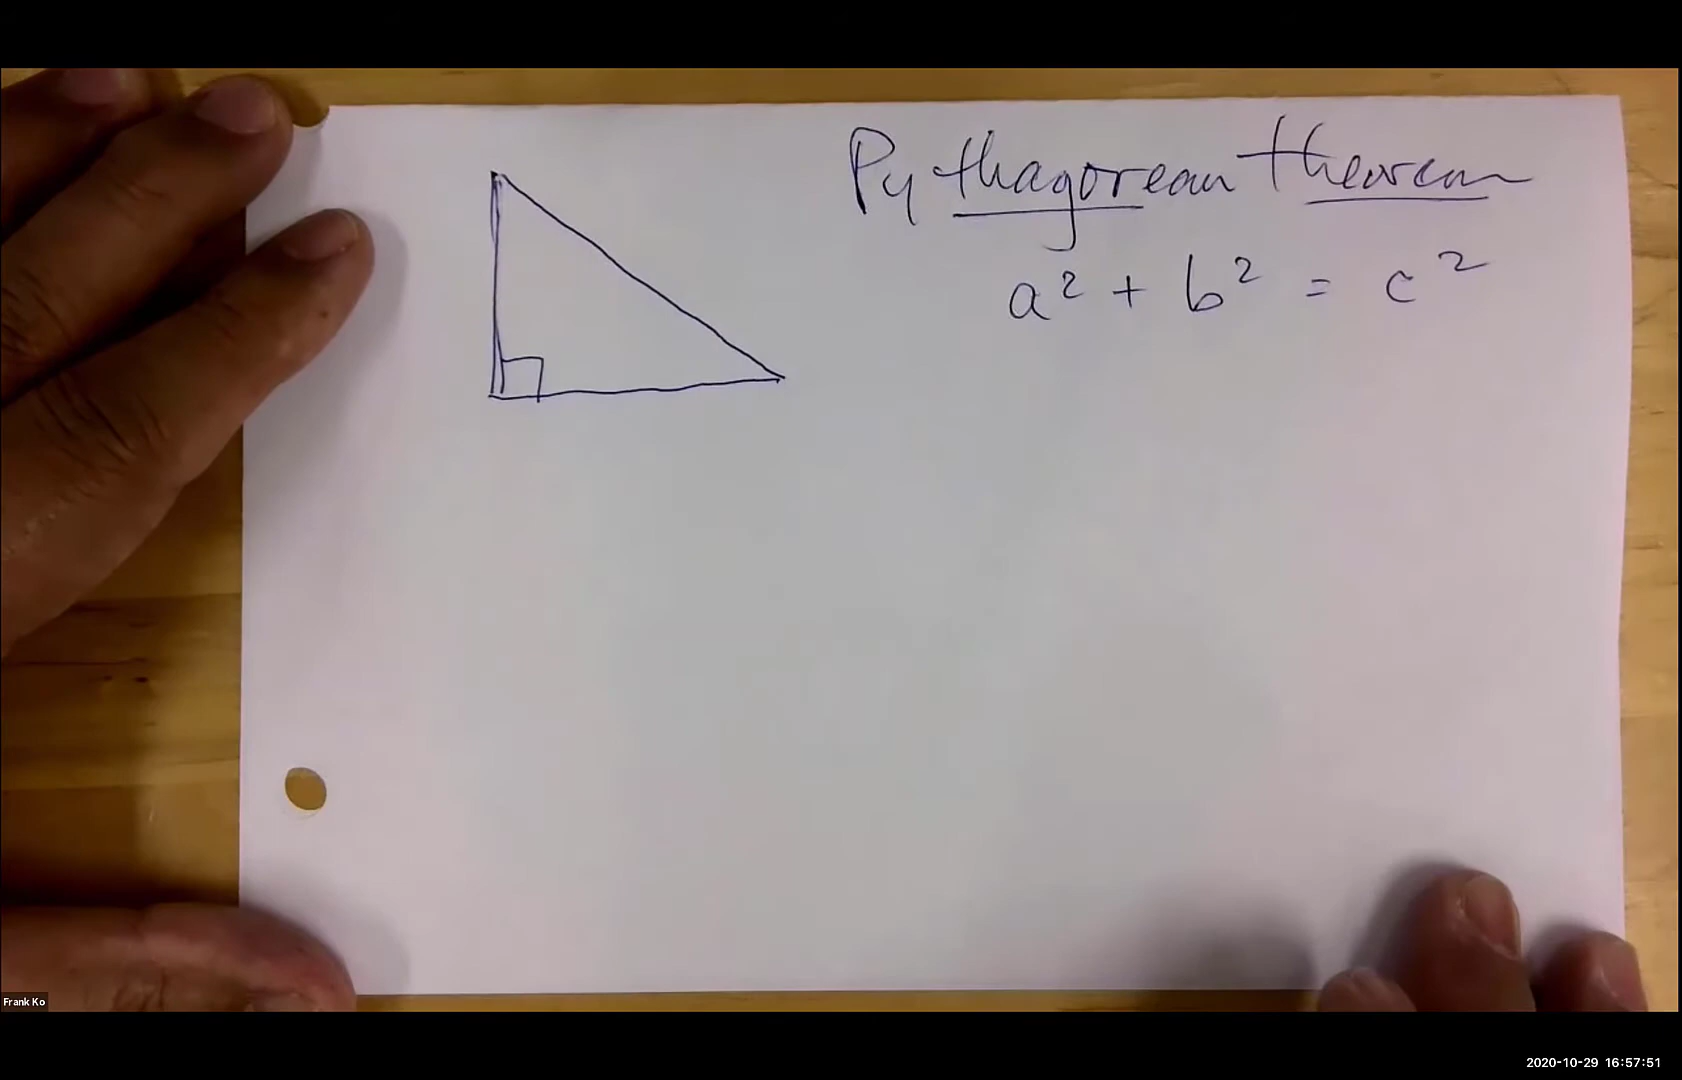 Pythagorean theorem
a² + b² = c²
Frank Ko
2020-10-29 16:57:51